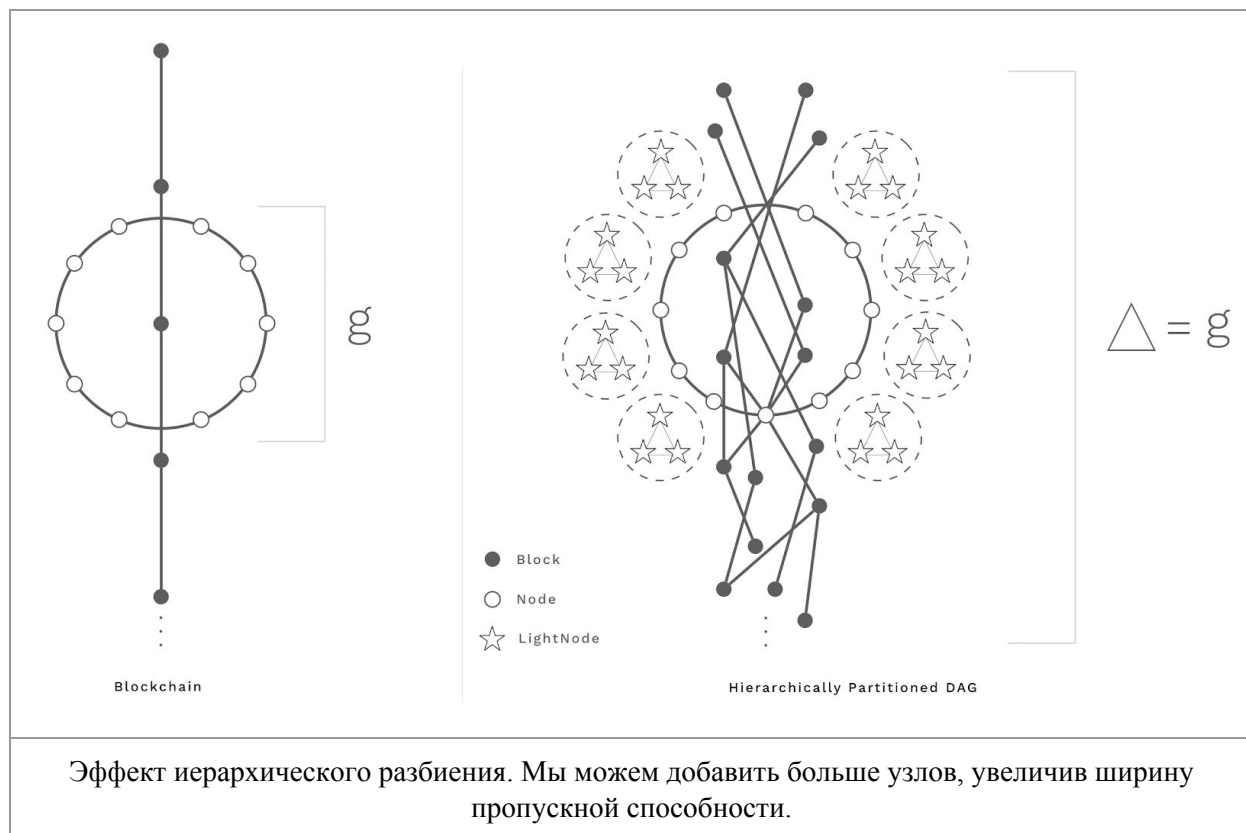 g
△ = g
Block
Node
LightNode
Blockchain
Hierarchically Partitioned DAG
Эффект иерархического разбиения. Мы можем добавить больше узлов, увеличив ширину
пропускной способности.